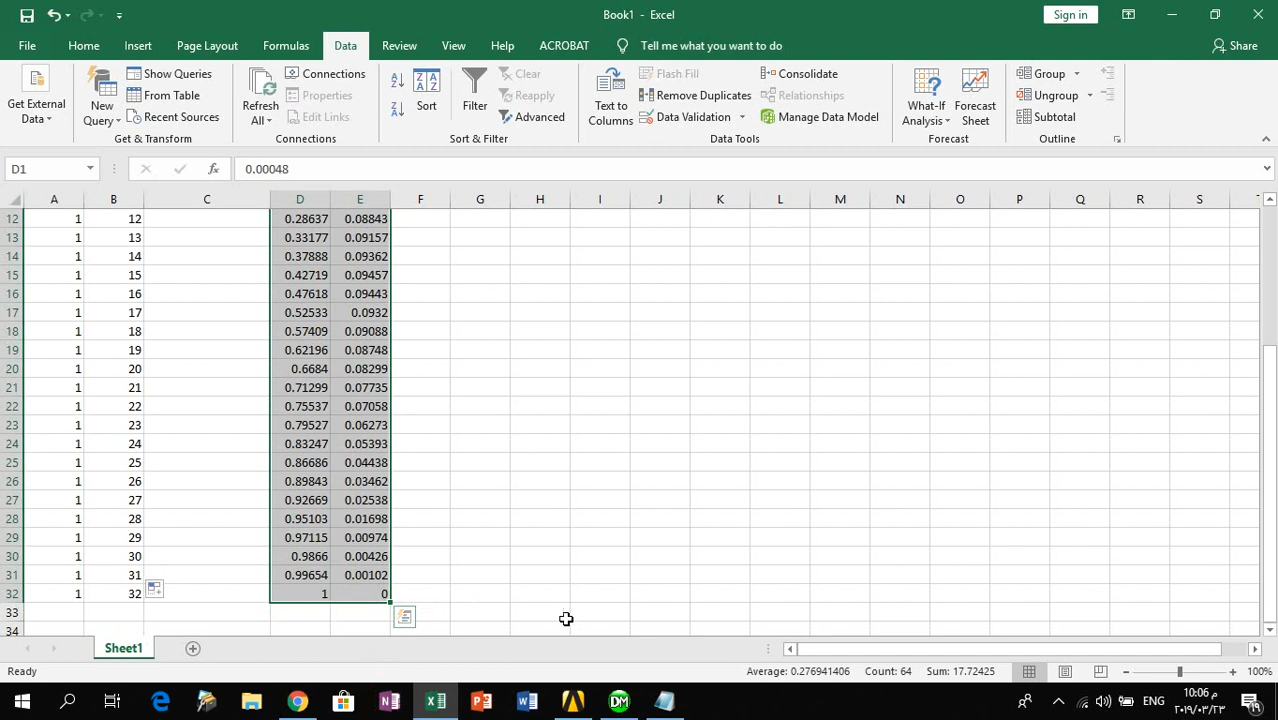 Book1 - Excel
Sign in
File Home Insert Page Layout Formulas Data Review View Help ACROBAT Tell me what you want to do Share
Get External Data
New Query
Show Queries
From Table
Recent Sources
Get & Transform
Refresh All
Connections
Properties
Edit Links
Connections
Sort
Filter
Clear
Reapply
Advanced
Sort & Filter
Text to Columns
Flash Fill
Remove Duplicates
Data Validation
Consolidate
Relationships
Manage Data Model
Data Tools
What-If Analysis
Forecast Sheet
Forecast
Group
Ungroup
Subtotal
Outline
D1 fx 0.00048
A B C D E F G H I J K L M N O P Q R S
12 1 12 0.28637 0.08843
13 1 13 0.33177 0.09157
14 1 14 0.37888 0.09362
15 1 15 0.42719 0.09457
16 1 16 0.47618 0.09443
17 1 17 0.52533 0.0932
18 1 18 0.57409 0.09088
19 1 19 0.62196 0.08748
20 1 20 0.6684 0.08299
21 1 21 0.71299 0.07735
22 1 22 0.75537 0.07058
23 1 23 0.79527 0.06273
24 1 24 0.83247 0.05393
25 1 25 0.86686 0.04438
26 1 26 0.89843 0.03462
27 1 27 0.92669 0.02538
28 1 28 0.95103 0.01698
29 1 29 0.97115 0.00974
30 1 30 0.9866 0.00426
31 1 31 0.99654 0.00102
32 1 32 1 0
33
34
Sheet1
Ready Average: 0.276941406 Count: 64 Sum: 17.72425 100%
ENG م 10:06
٢٠١٩/٠٣/٢٣